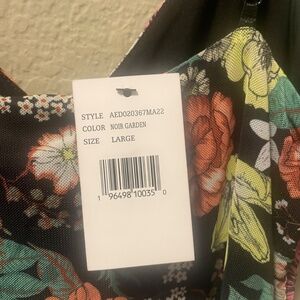 STYLE AED020367MA22
COLOR NOIR GARDEN
SIZE LARGE
1 96498 10035 0